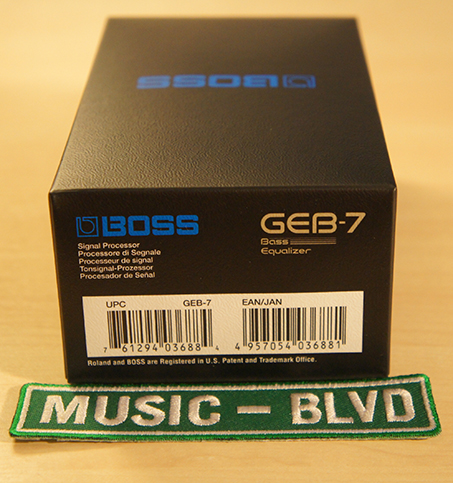 BOSS
BOSS
GEB-7
Bass
Equalizer
Signal Processor
Processore di Segnale
Processeur de signal
Tonsignal-Prozessor
Procesador de Señal
UPC GEB-7
7 61294 03688 4
EAN/JAN
4 957054 036881
Roland and BOSS are Registered in U.S. Patent and Trademark Office.
MUSIC - BLVD